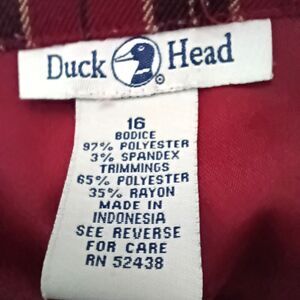 Duck Head
®
16
BODICE
97% POLYESTER
3% SPANDEX
TRIMMINGS
65% POLYESTER
35% RAYON
MADE IN
INDONESIA
SEE REVERSE
FOR CARE
RN 52438